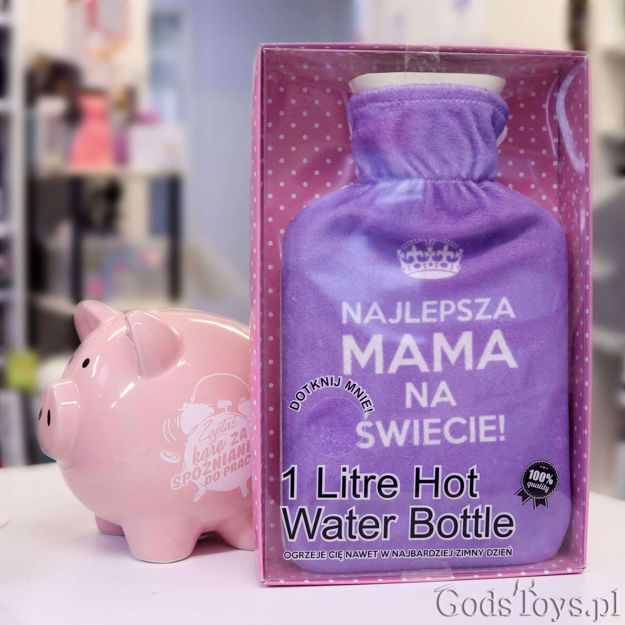 NAJLEPSZA
MAMA
NA
ŚWIECIE!
DOTKNIJ MNIE!
1 Litre Hot
Water Bottle
100%
quality
OGRZEJE CIĘ NAWET W NAJBARDZIEJ ZIMNY DZIEŃ
Zapłać
karę ZA
SPÓŹNIANIE
DO PRAC
GodsToys.pl